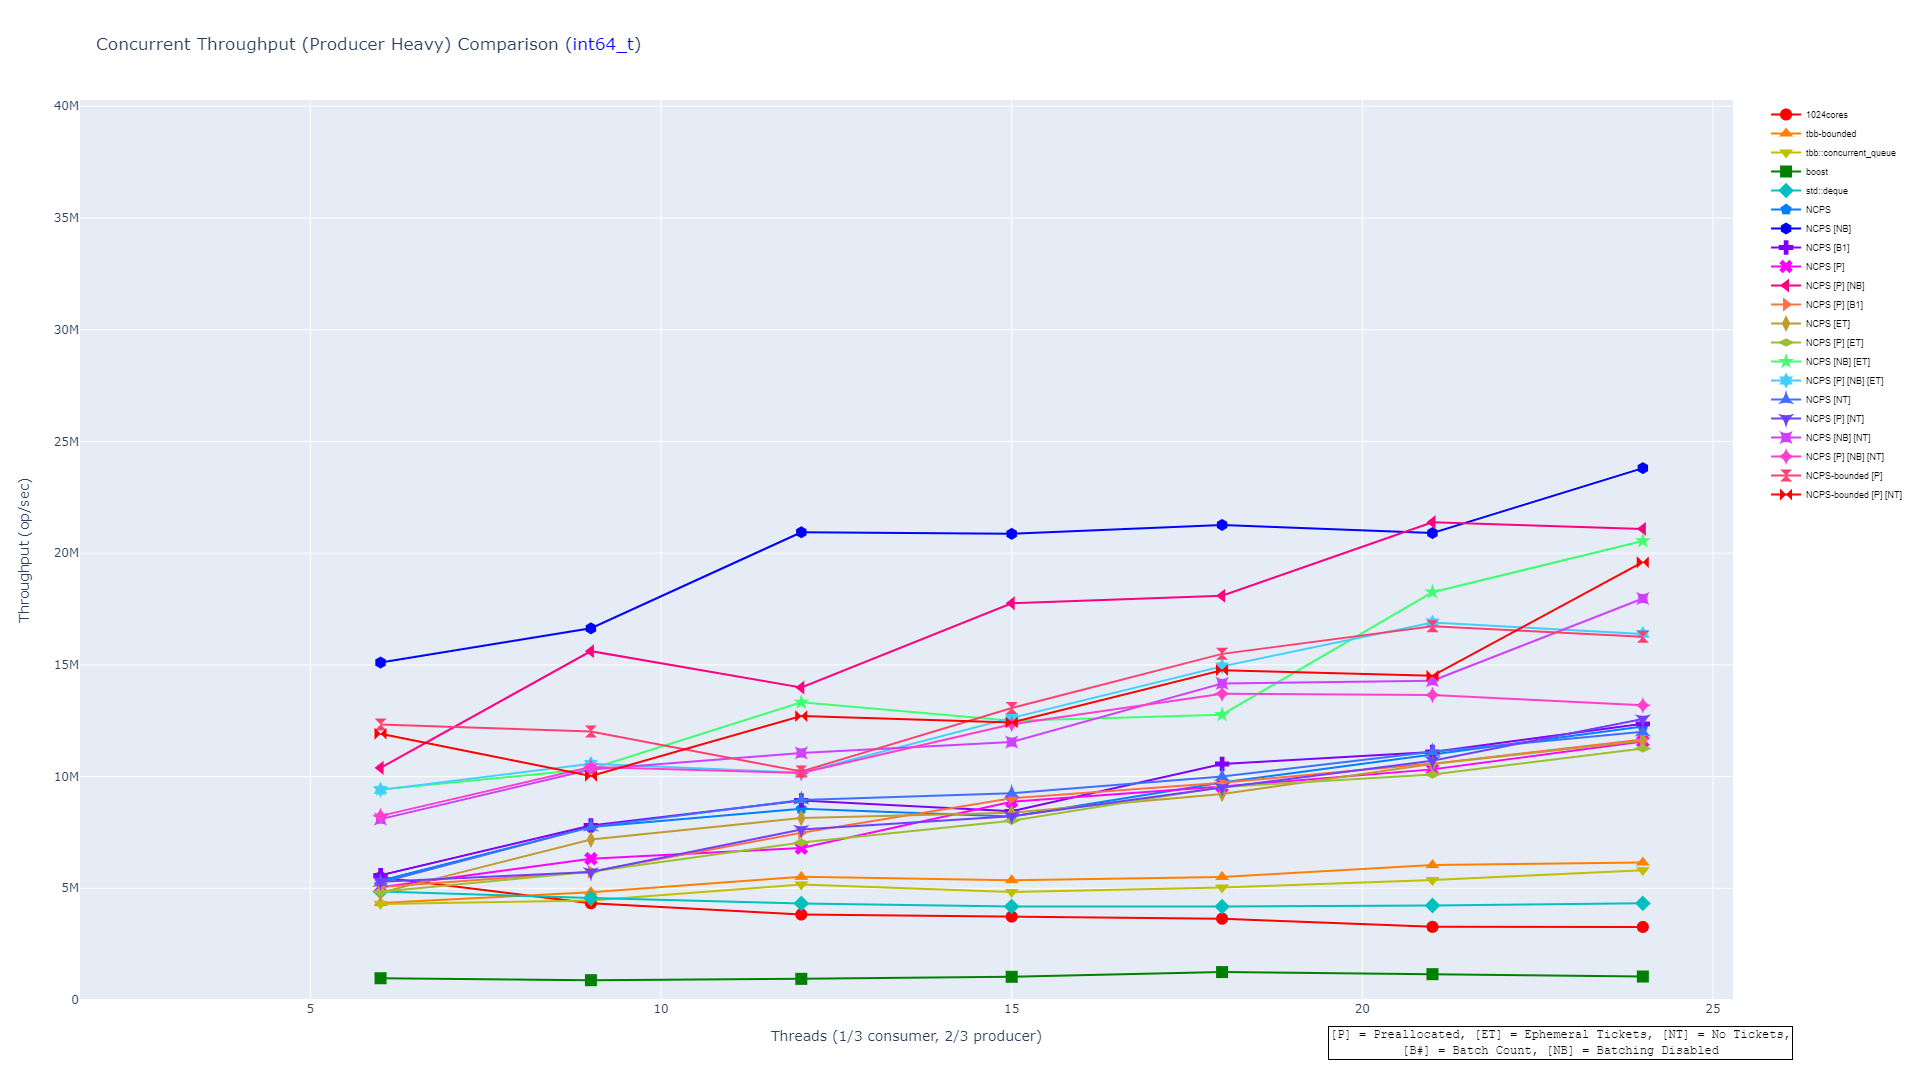 Concurrent Throughput (Producer Heavy) Comparison (int64_t)
40M
35M
30M
25M
20M
15M
10M
5M
0
Throughput (op/sec)
5
10
15
20
25
Threads (1/3 consumer, 2/3 producer)
1024cores
tbb-bounded
tbb::concurrent_queue
boost
std::deque
NCPS
NCPS [NB]
NCPS [B1]
NCPS [P]
NCPS [P] [NB]
NCPS [P] [B1]
NCPS [ET]
NCPS [P] [ET]
NCPS [NB] [ET]
NCPS [P] [NB] [ET]
NCPS [NT]
NCPS [P] [NT]
NCPS [NB] [NT]
NCPS [P] [NB] [NT]
NCPS-bounded [P]
NCPS-bounded [P] [NT]
[P] = Preallocated, [ET] = Ephemeral Tickets, [NT] = No Tickets,
[B#] = Batch Count, [NB] = Batching Disabled